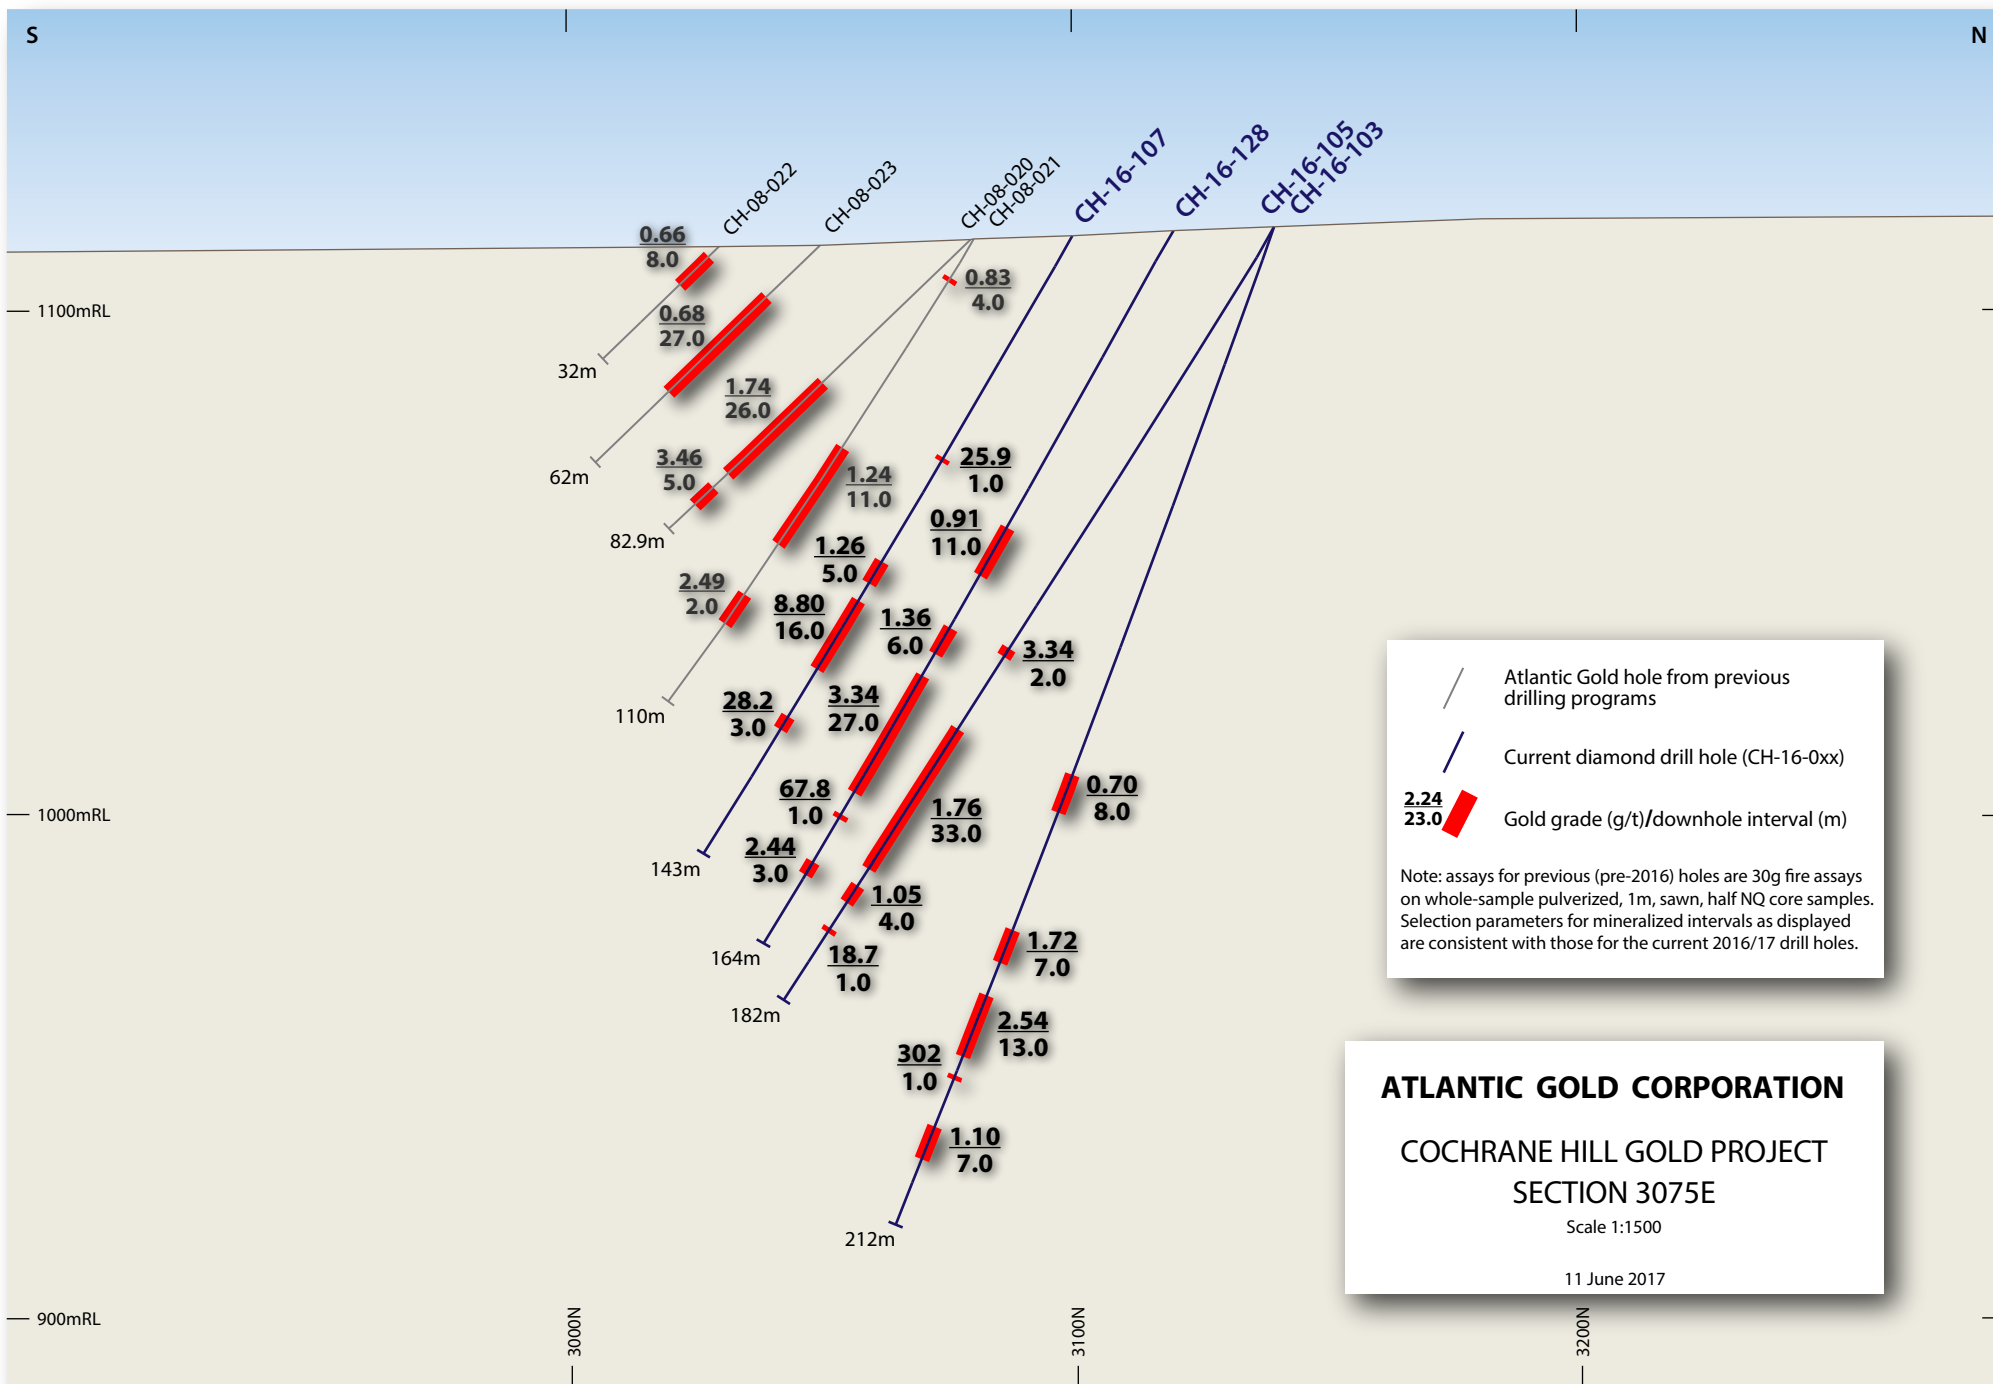 S
N
CH-08-022
CH-08-023
CH-08-020
CH-08-021
CH-16-107
CH-16-128
CH-16-105
CH-16-103
0.66
8.0
0.68
27.0
1.74
26.0
3.46
5.0
0.83
4.0
1.24
11.0
2.49
2.0
25.9
1.0
1.26
5.0
8.80
16.0
28.2
3.0
0.91
11.0
1.36
6.0
3.34
27.0
67.8
1.0
2.44
3.0
3.34
2.0
1.76
33.0
1.05
4.0
18.7
1.0
0.70
8.0
1.72
7.0
2.54
13.0
302
1.0
1.10
7.0
32m
62m
82.9m
110m
143m
164m
182m
212m
1100mRL
1000mRL
900mRL
3000N
3100N
3200N
Atlantic Gold hole from previous
drilling programs
Current diamond drill hole (CH-16-0xx)
2.24
23.0
Gold grade (g/t)/downhole interval (m)
Note: assays for previous (pre-2016) holes are 30g fire assays
on whole-sample pulverized, 1m, sawn, half NQ core samples.
Selection parameters for mineralized intervals as displayed
are consistent with those for the current 2016/17 drill holes.
ATLANTIC GOLD CORPORATION
COCHRANE HILL GOLD PROJECT
SECTION 3075E
Scale 1:1500
11 June 2017